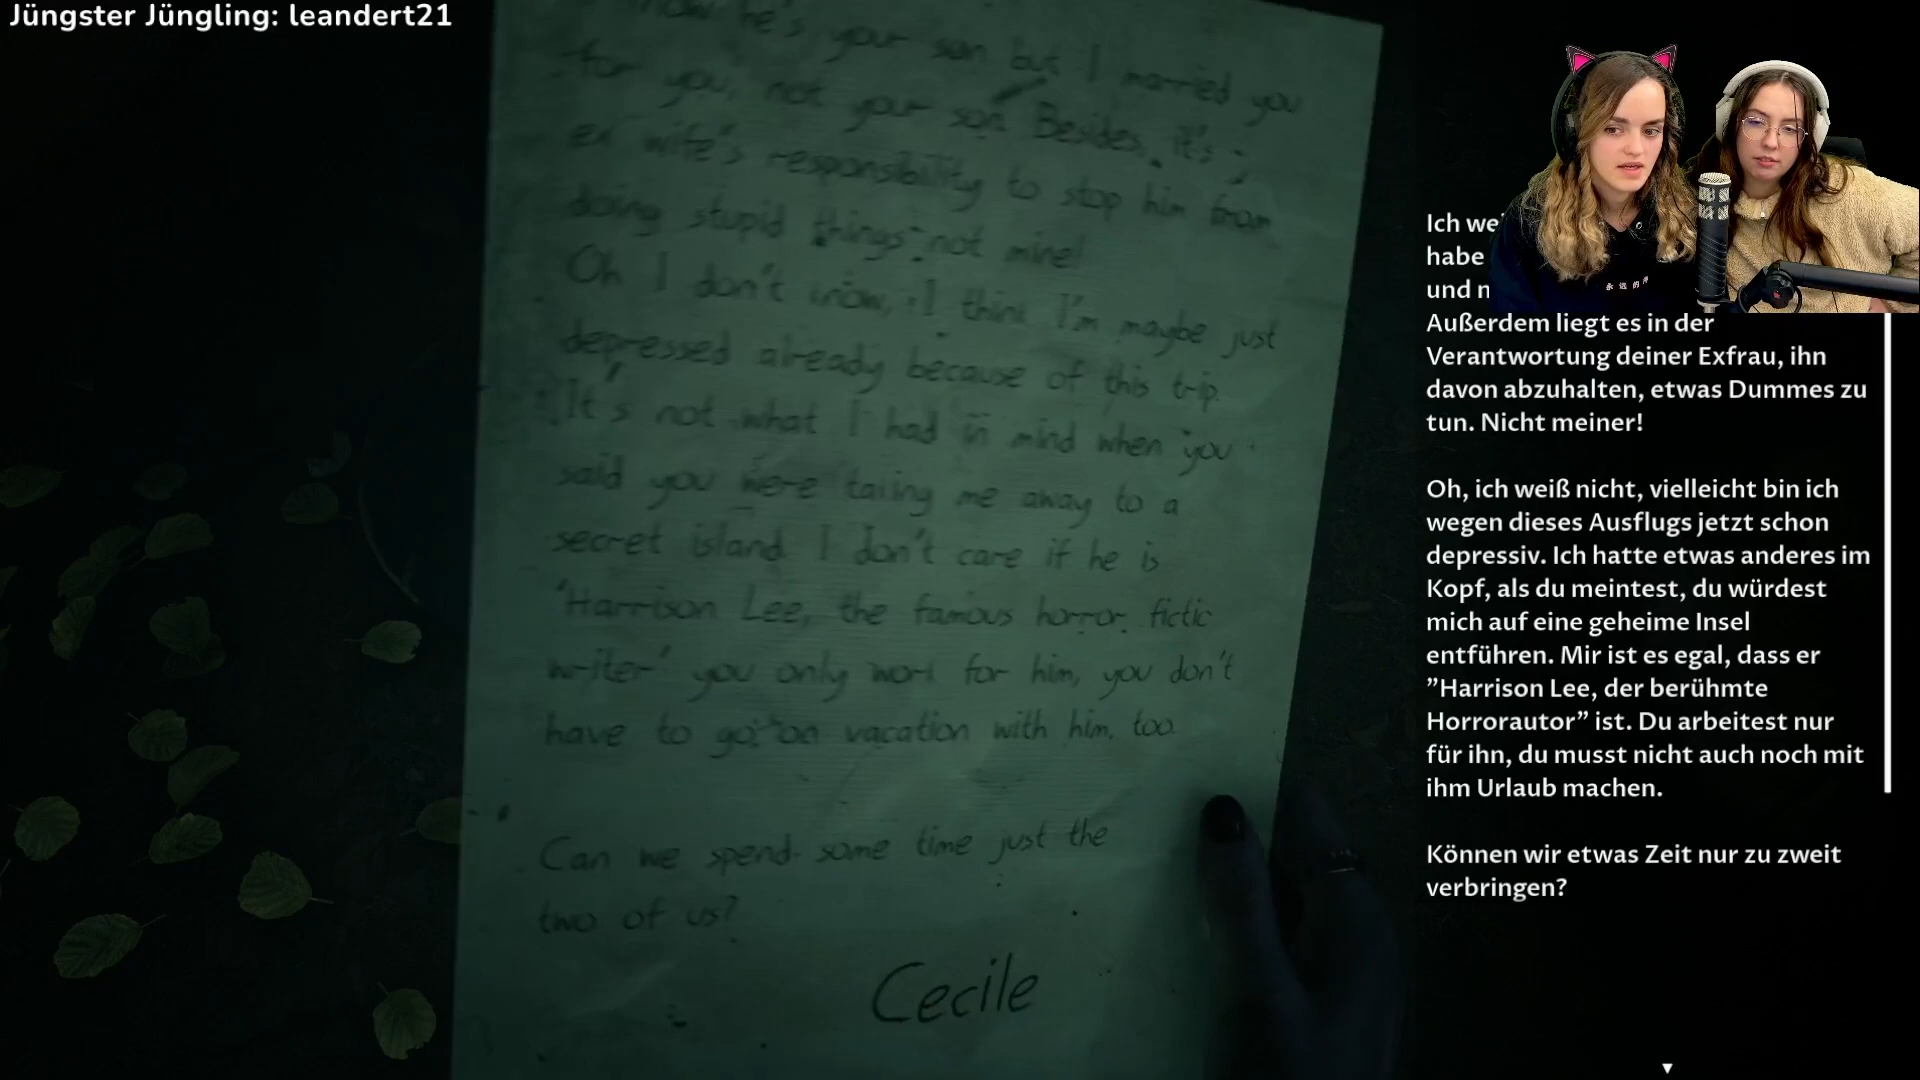 Jüngster Jüngling: leandert21
know he's your son but I married you
for you, not your son. Besides, it's
ex wife's responsibility to stop him from
doing stupid things - not mine!
Oh I don't know, I think I'm maybe just
depressed already because of this trip.
It's not what I had in mind when you
said you were taking me away to a
secret island. I don't care if he is
'Harrison Lee, the famous horror fictio
writer' you only work for him, you don't
have to go on vacation with him, too.
Can we spend some time just the
two of us?
Cecile
Ich wei
habe
und n
Außerdem liegt es in der
Verantwortung deiner Exfrau, ihn
davon abzuhalten, etwas Dummes zu
tun. Nicht meiner!
Oh, ich weiß nicht, vielleicht bin ich
wegen dieses Ausflugs jetzt schon
depressiv. Ich hatte etwas anderes im
Kopf, als du meintest, du würdest
mich auf eine geheime Insel
entführen. Mir ist es egal, dass er
"Harrison Lee, der berühmte
Horrorautor" ist. Du arbeitest nur
für ihn, du musst nicht auch noch mit
ihm Urlaub machen.
Können wir etwas Zeit nur zu zweit
verbringen?